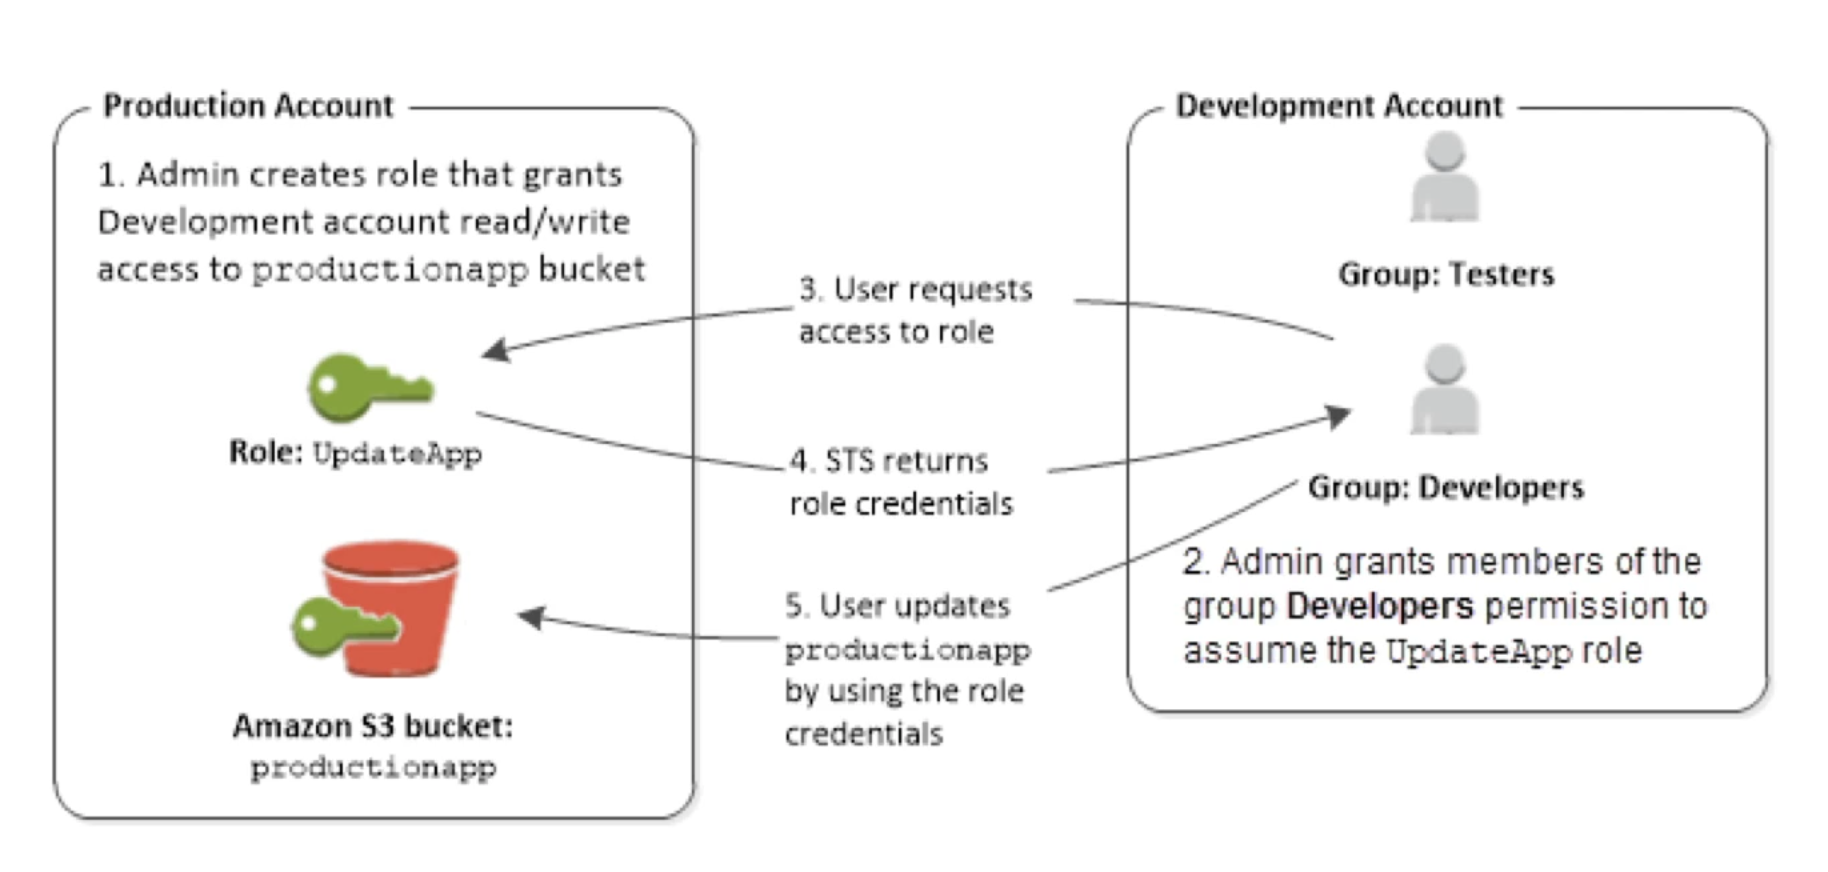 Production Account
1. Admin creates role that grants
Development account read/write
access to productionapp bucket
Role: UpdateApp
Amazon S3 bucket:
productionapp
3. User requests
access to role
4. STS returns
role credentials
5. User updates
productionapp
by using the role
credentials
Development Account
Group: Testers
Group: Developers
2. Admin grants members of the
group Developers permission to
assume the UpdateApp role